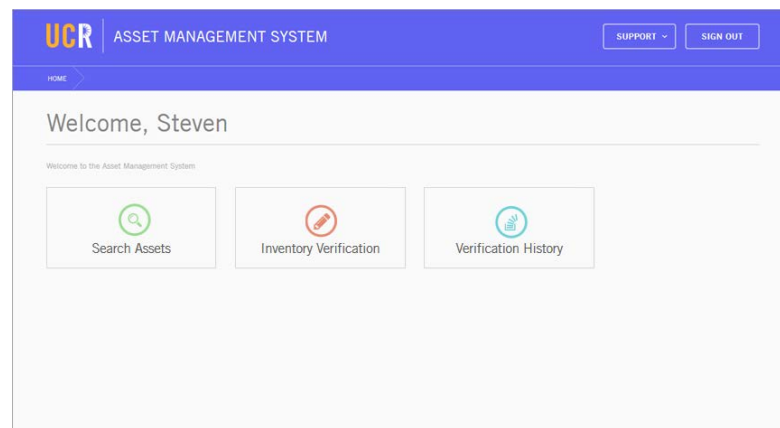 UCR ASSET MANAGEMENT SYSTEM
SUPPORT SIGN OUT
HOME
Welcome, Steven
Welcome to the Asset Management System
Search Assets Inventory Verification Verification History